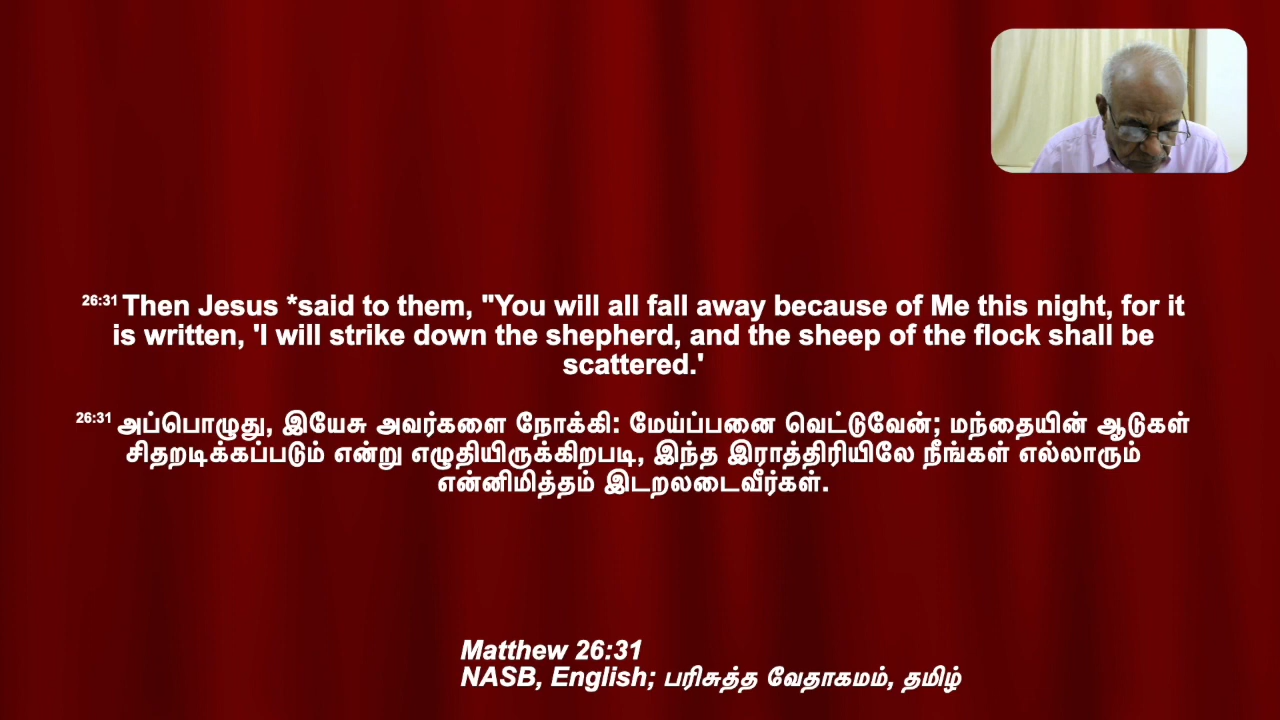 26:31 Then Jesus *said to them, "You will all fall away because of Me this night, for it
is written, 'I will strike down the shepherd, and the sheep of the flock shall be
scattered.'
26:31 அப்பொழுது, இயேசு அவர்களை நோக்கி: மேய்ப்பனை வெட்டுவேன்; மந்தையின் ஆடுகள்
சிதறடிக்கப்படும் என்று எழுதியிருக்கிறபடி, இந்த இராத்திரியிலே நீங்கள் எல்லாரும்
என்னிமித்தம் இடறலடைவீர்கள்.
Matthew 26:31
NASB, English; பரிசுத்த வேதாகமம், தமிழ்